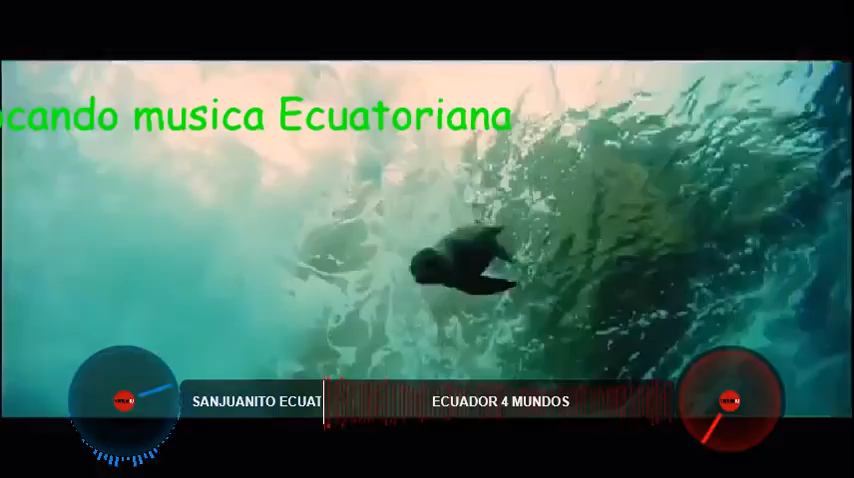 cando musica Ecuatoriana
SANJUANITO ECUAT
ECUADOR 4 MUNDOS